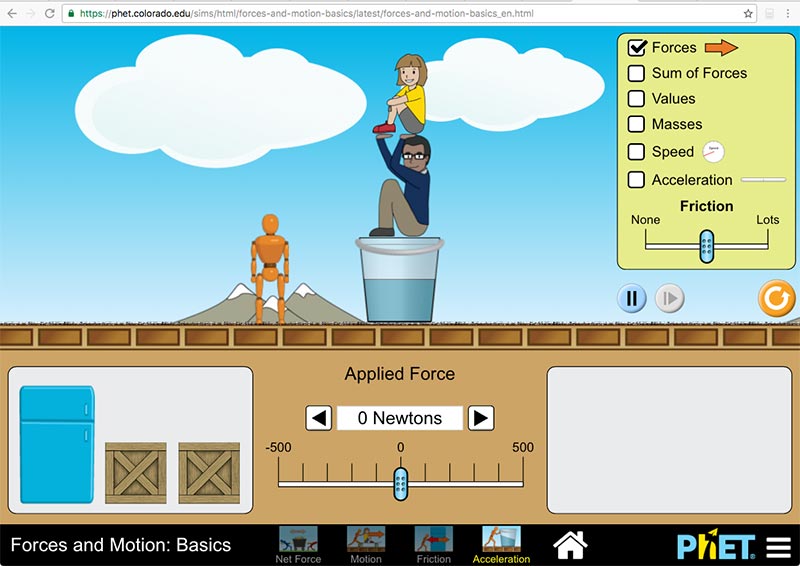 https://phet.colorado.edu/sims/html/forces-and-motion-basics/latest/forces-and-motion-basics_en.html
Forces
Sum of Forces
Values
Masses
Speed
Acceleration
Friction
None Lots
Applied Force
0 Newtons
-500 0 500
Forces and Motion: Basics
Net Force
Motion
Friction
Acceleration
PhET